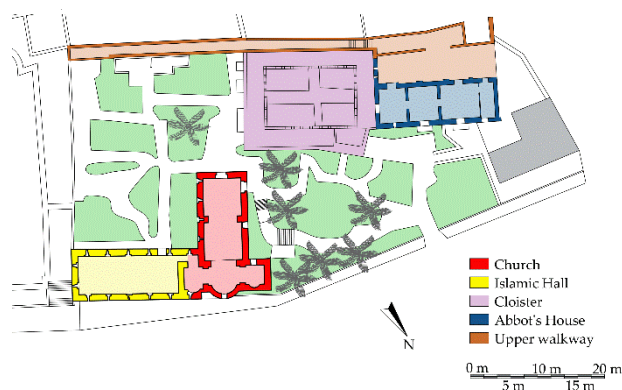 Church
Islamic Hall
Cloister
Abbot's House
Upper walkway
N
0 m 10 m 20 m
5 m 15 m